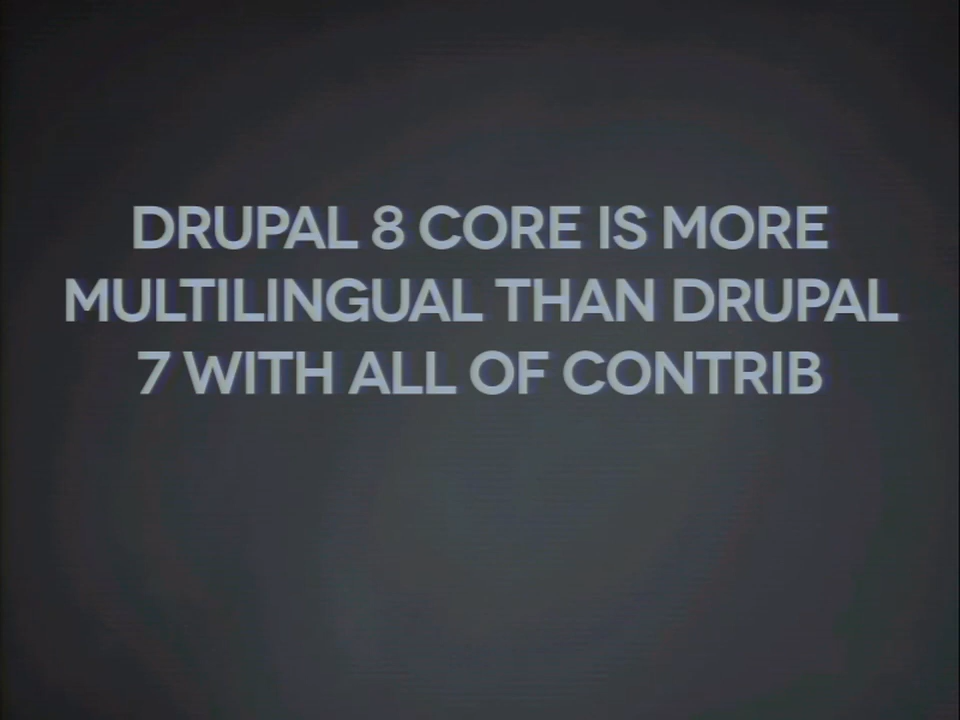 DRUPAL 8 CORE IS MORE
MULTILINGUAL THAN DRUPAL
7 WITH ALL OF CONTRIB